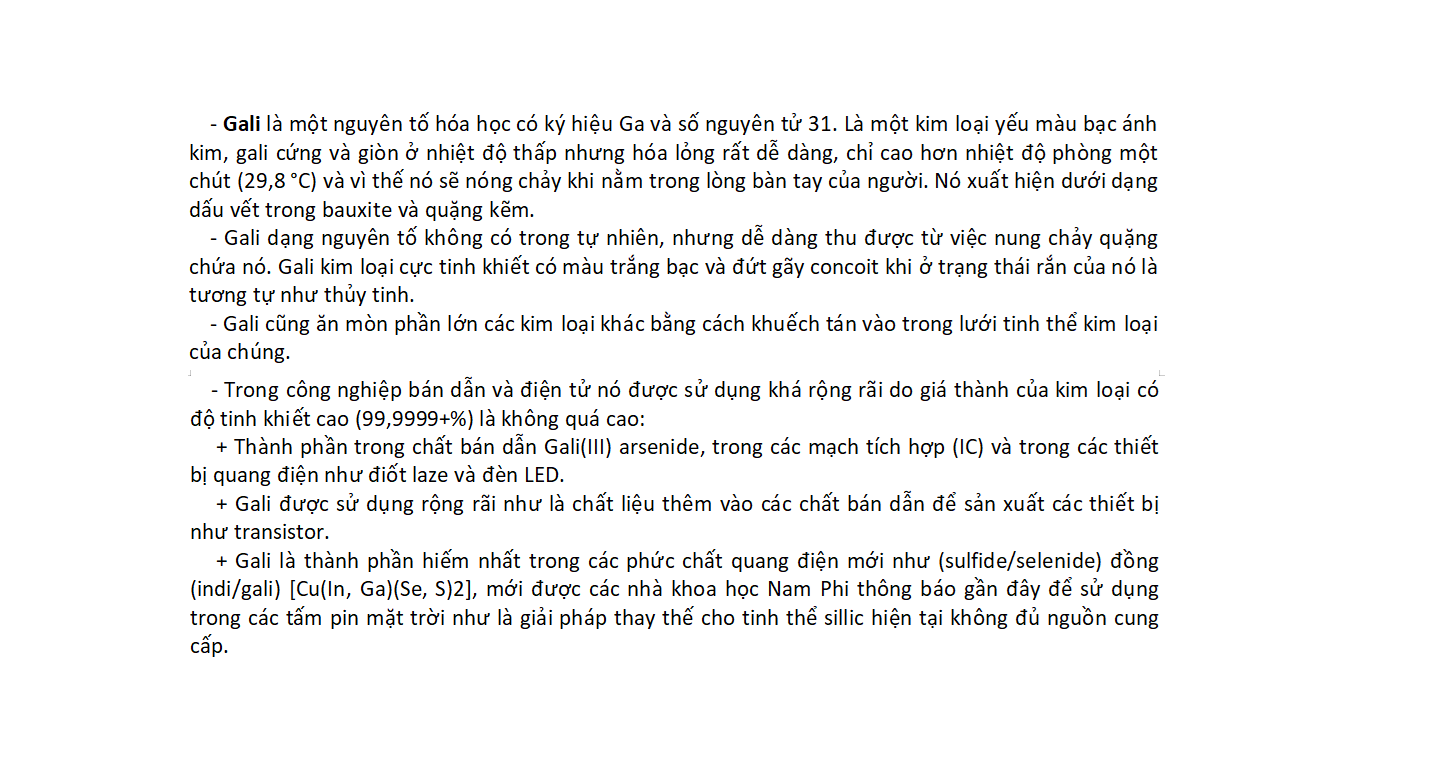 - Gali là một nguyên tố hóa học có ký hiệu Ga và số nguyên tử 31. Là một kim loại yếu màu bạc ánh
kim, gali cứng và giòn ở nhiệt độ thấp nhưng hóa lỏng rất dễ dàng, chỉ cao hơn nhiệt độ phòng một
chút (29,8 °C) và vì thế nó sẽ nóng chảy khi nằm trong lòng bàn tay của người. Nó xuất hiện dưới dạng
dấu vết trong bauxite và quặng kẽm.
- Gali dạng nguyên tố không có trong tự nhiên, nhưng dễ dàng thu được từ việc nung chảy quặng
chứa nó. Gali kim loại cực tinh khiết có màu trắng bạc và đứt gãy concoit khi ở trạng thái rắn của nó là
tương tự như thủy tinh.
- Gali cũng ăn mòn phần lớn các kim loại khác bằng cách khuếch tán vào trong lưới tinh thể kim loại
của chúng.
- Trong công nghiệp bán dẫn và điện tử nó được sử dụng khá rộng rãi do giá thành của kim loại có
độ tinh khiết cao (99,9999+%) là không quá cao:
+ Thành phần trong chất bán dẫn Gali(III) arsenide, trong các mạch tích hợp (IC) và trong các thiết
bị quang điện như điốt laze và đèn LED.
+ Gali được sử dụng rộng rãi như là chất liệu thêm vào các chất bán dẫn để sản xuất các thiết bị
như transistor.
+ Gali là thành phần hiếm nhất trong các phức chất quang điện mới như (sulfide/selenide) đồng
(indi/gali) [Cu(In, Ga)(Se, S)2], mới được các nhà khoa học Nam Phi thông báo gần đây để sử dụng
trong các tấm pin mặt trời như là giải pháp thay thế cho tinh thể sillic hiện tại không đủ nguồn cung
cấp.